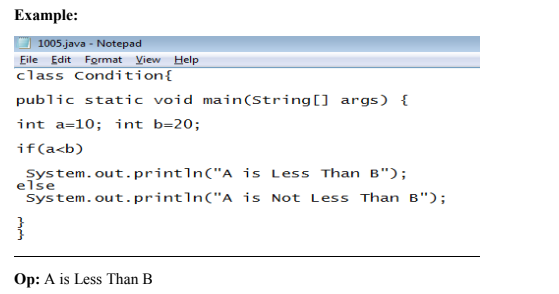 Example:
1005.java - Notepad
File Edit Format View Help
class Condition{
public static void main(String[] args) {
int a=10; int b=20;
if(a<b)
System.out.println("A is Less Than B");
else
System.out.println("A is Not Less Than B");
}
}
Op: A is Less Than B